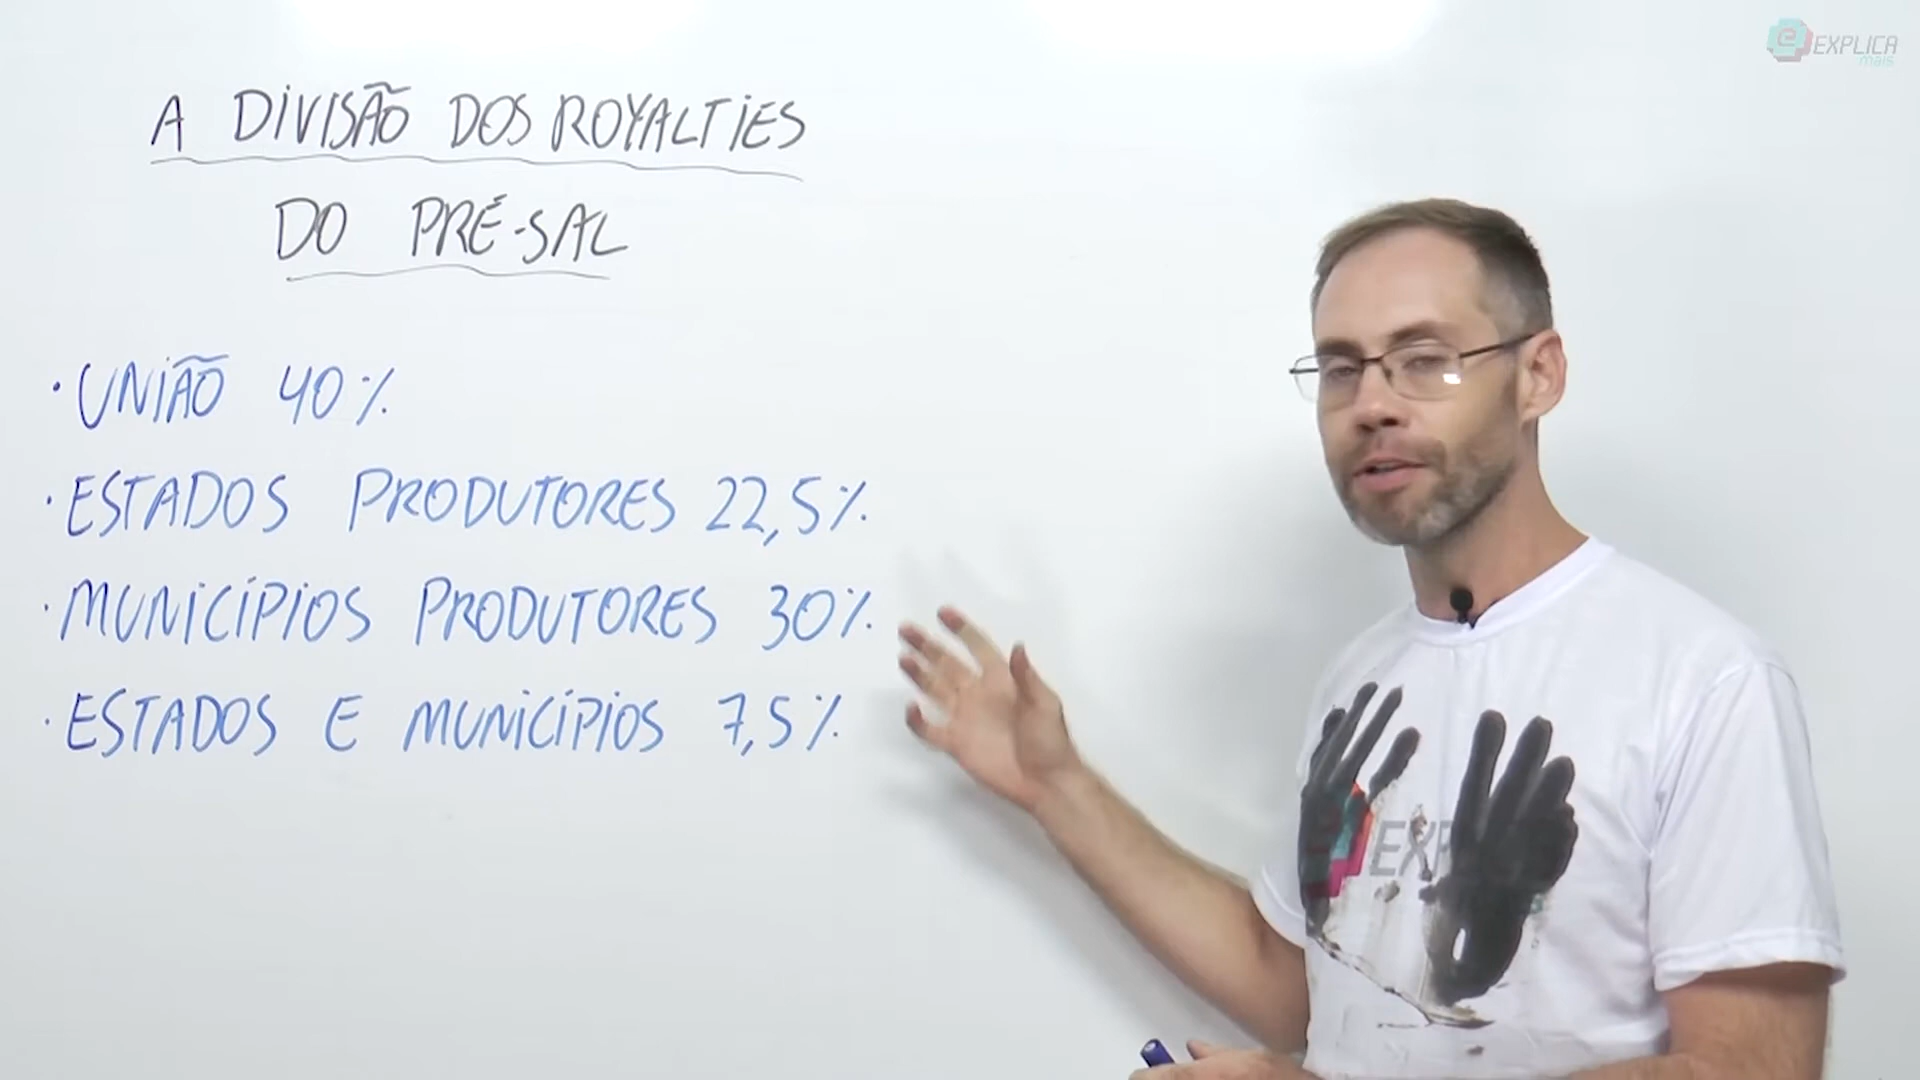 A DIVISÃO DOS ROYALTIES
DO PRÉ-SAL
· UNIÃO 40%
· ESTADOS PRODUTORES 22,5%
· MUNICÍPIOS PRODUTORES 30%
· ESTADOS E MUNICÍPIOS 7,5%
e EXPLICA
mais